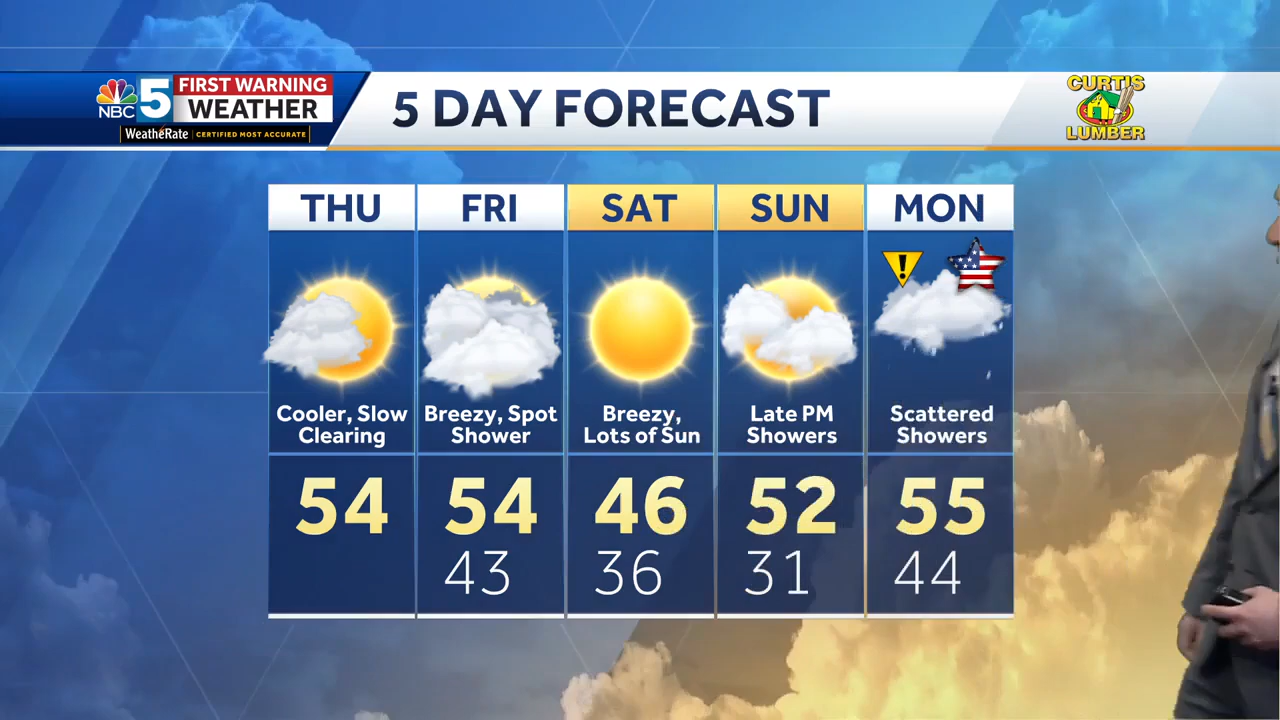 NBC 5 FIRST WARNING
WEATHER
WeatheRate CERTIFIED MOST ACCURATE
5 DAY FORECAST
CURTIS
LUMBER
THU FRI SAT SUN MON
!
Cooler, Slow
Clearing
Breezy, Spot
Shower
Breezy,
Lots of Sun
Late PM
Showers
Scattered
Showers
54 54 46 52 55
43 36 31 44